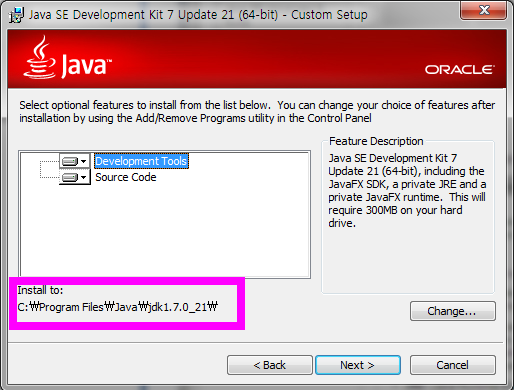 Java SE Development Kit 7 Update 21 (64-bit) - Custom Setup
Java™
ORACLE
Select optional features to install from the list below. You can change your choice of features after
installation by using the Add/Remove Programs utility in the Control Panel
Development Tools
Source Code
Feature Description
Java SE Development Kit 7
Update 21 (64-bit), including the
JavaFX SDK, a private JRE and a
private JavaFX runtime. This will
require 300MB on your hard
drive.
Install to:
C:₩Program Files₩Java₩jdk1.7.0_21₩
Change...
< Back
Next >
Cancel